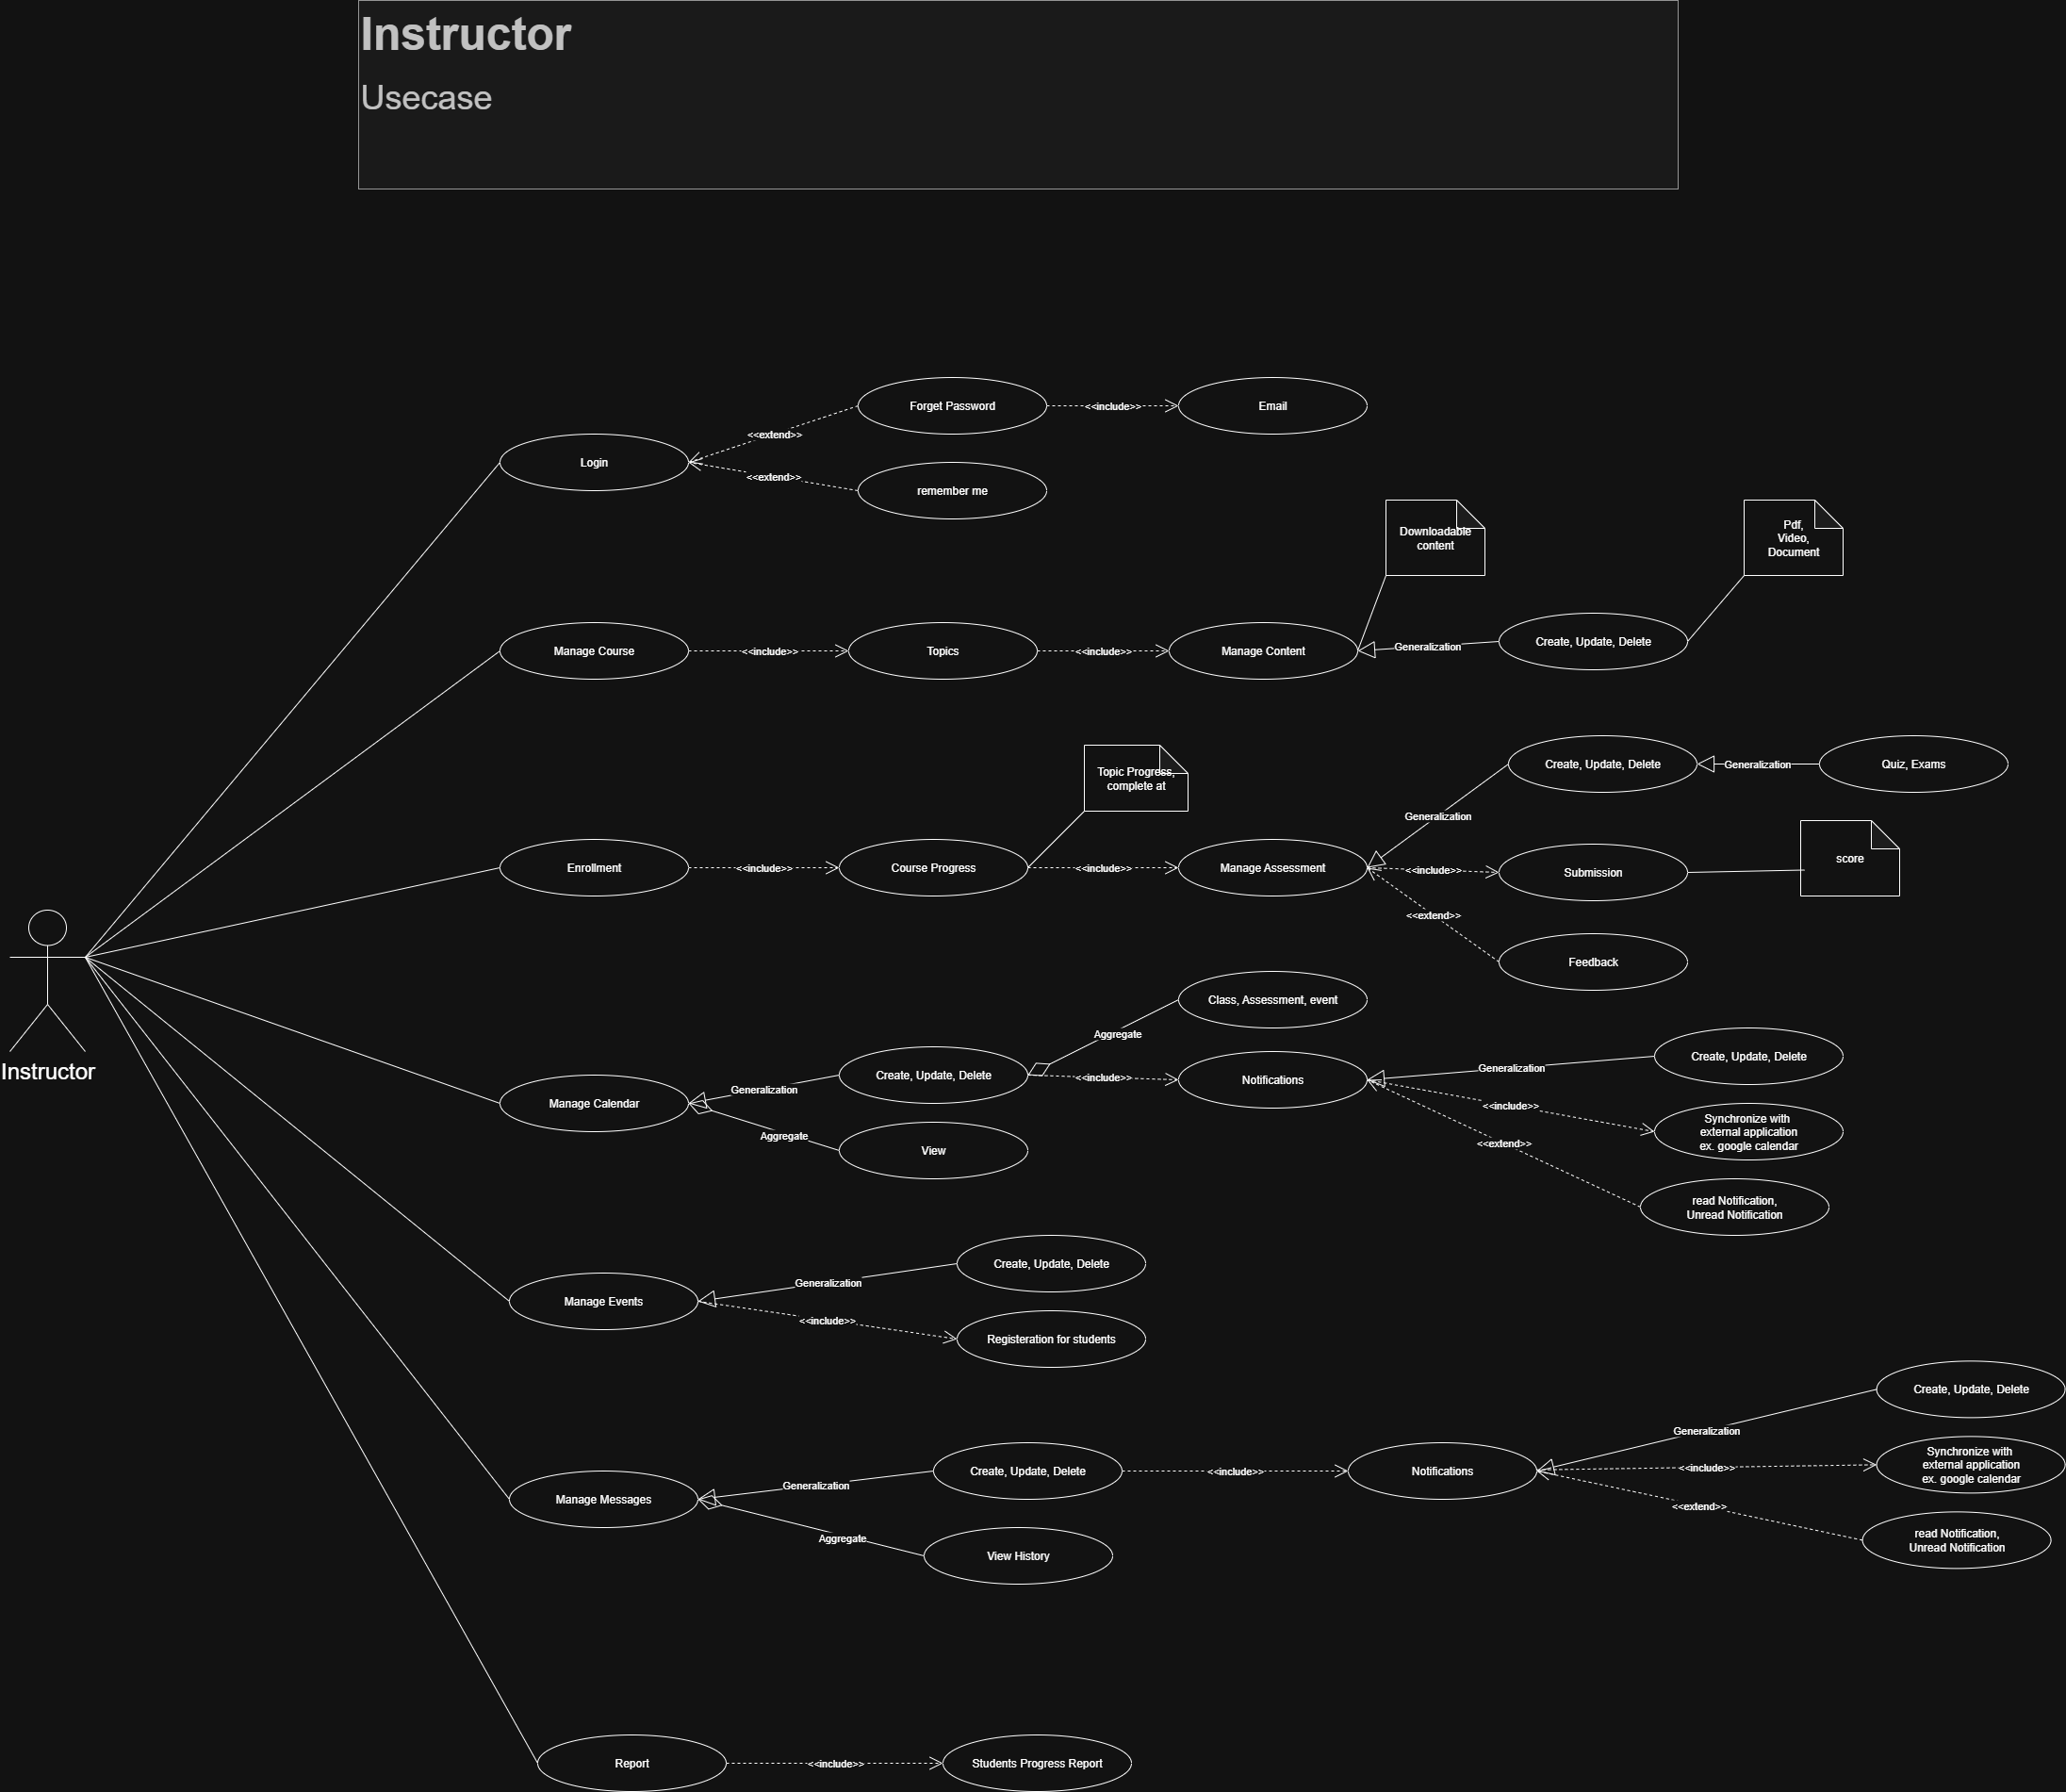 Instructor
Usecase
Forget Password
<<include>>
Email
<<extend>>
Login
<<extend>>
remember me
Downloadable
content
Pdf,
Video,
Document
Manage Course
<<include>>
Topics
<<include>>
Manage Content
Generalization
Create, Update, Delete
Topic Progress,
complete at
Create, Update, Delete
Generalization
Quiz, Exams
Generalization
Enrollment
<<include>>
Course Progress
<<include>>
Manage Assessment
<<include>>
Submission
score
<<extend>>
Feedback
Instructor
Class, Assessment, event
Aggregate
Manage Calendar
Generalization
Create, Update, Delete
<<include>>
Notifications
Generalization
Create, Update, Delete
Aggregate
View
<<include>>
Synchronize with
external application
ex. google calendar
<<extend>>
read Notification,
Unread Notification
Manage Events
Generalization
Create, Update, Delete
<<include>>
Registeration for students
Manage Messages
Generalization
Create, Update, Delete
<<include>>
Notifications
Generalization
Create, Update, Delete
<<include>>
Synchronize with
external application
ex. google calendar
<<extend>>
read Notification,
Unread Notification
Aggregate
View History
Report
<<include>>
Students Progress Report